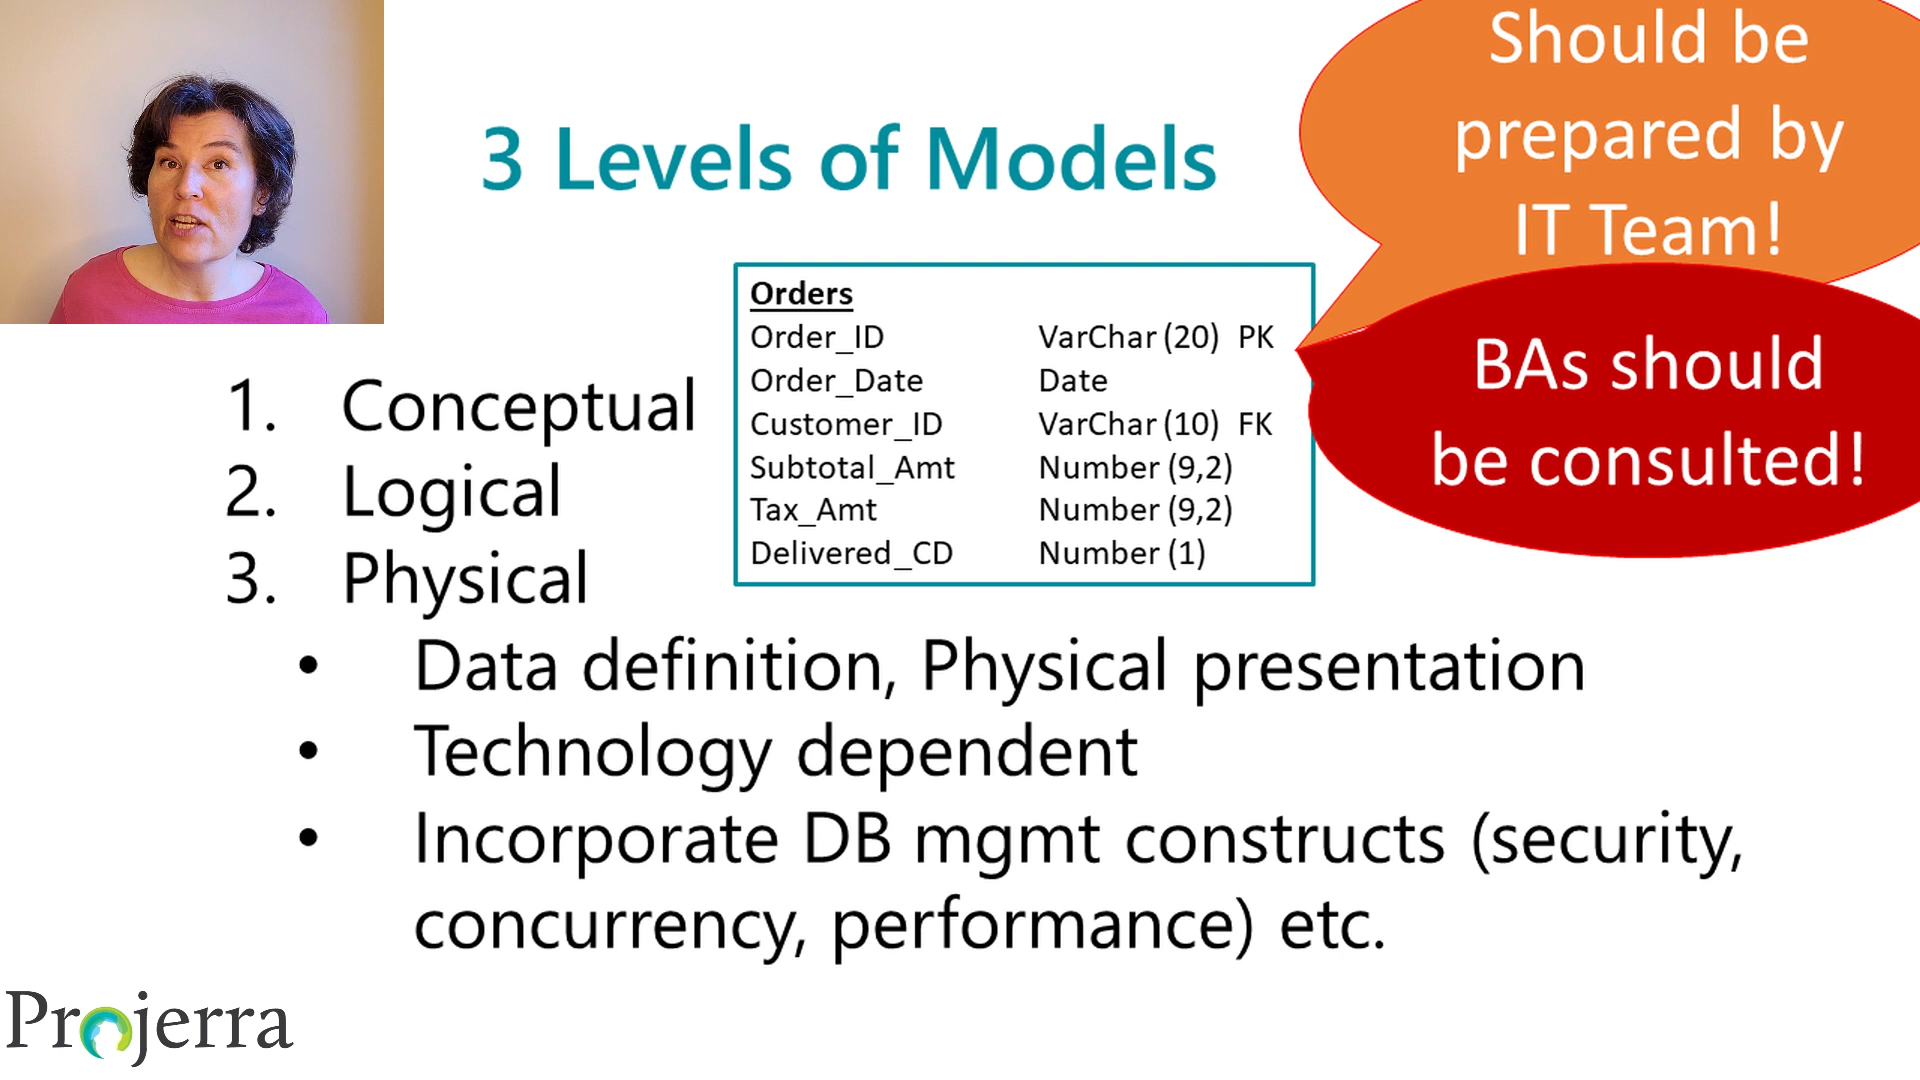 3 Levels of Models
Should be
prepared by
IT Team!
BAs should
be consulted!
Orders
Order_ID VarChar (20) PK
Order_Date Date
Customer_ID VarChar (10) FK
Subtotal_Amt Number (9,2)
Tax_Amt Number (9,2)
Delivered_CD Number (1)
1. Conceptual
2. Logical
3. Physical
• Data definition, Physical presentation
• Technology dependent
• Incorporate DB mgmt constructs (security,
concurrency, performance) etc.
Projerra